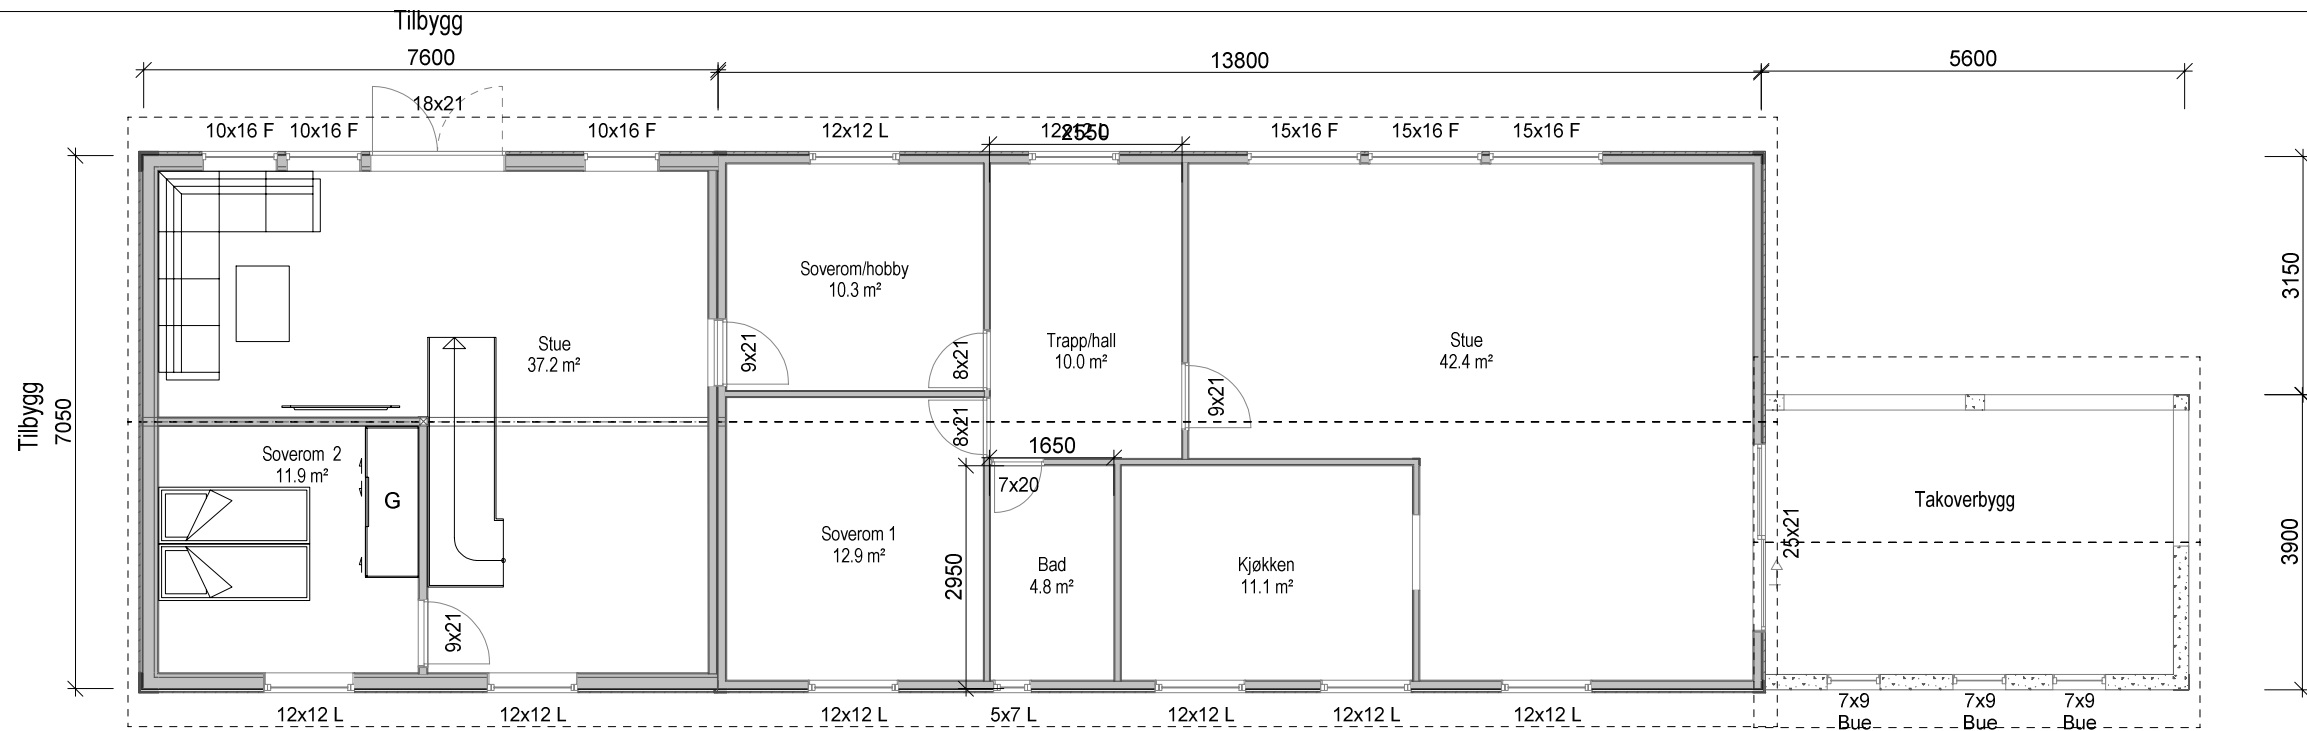 Tilbygg
7600
13800
5600
18x21
10x16 F
10x16 F
10x16 F
12x12 L
12x12 L
2550
15x16 F
15x16 F
15x16 F
3150
Soverom/hobby
10.3 m²
Stue
37.2 m²
9x21
8x21
Trapp/hall
10.0 m²
Stue
42.4 m²
9x21
Tilbygg
7050
8x21
1650
Soverom 2
11.9 m²
G
7x20
Takoverbygg
25x21
3900
Soverom 1
12.9 m²
2950
Bad
4.8 m²
Kjøkken
11.1 m²
9x21
12x12 L
12x12 L
12x12 L
5x7 L
12x12 L
12x12 L
12x12 L
7x9
Bue
7x9
Bue
7x9
Bue